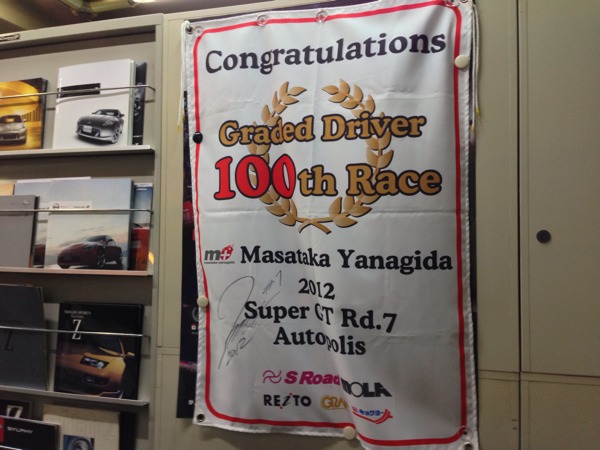 Congratulations
Graded Driver
100th Race
Masataka Yanagida
2012
Super GT Rd.7
Autopolis
S Road
MOLA
REITO
Z